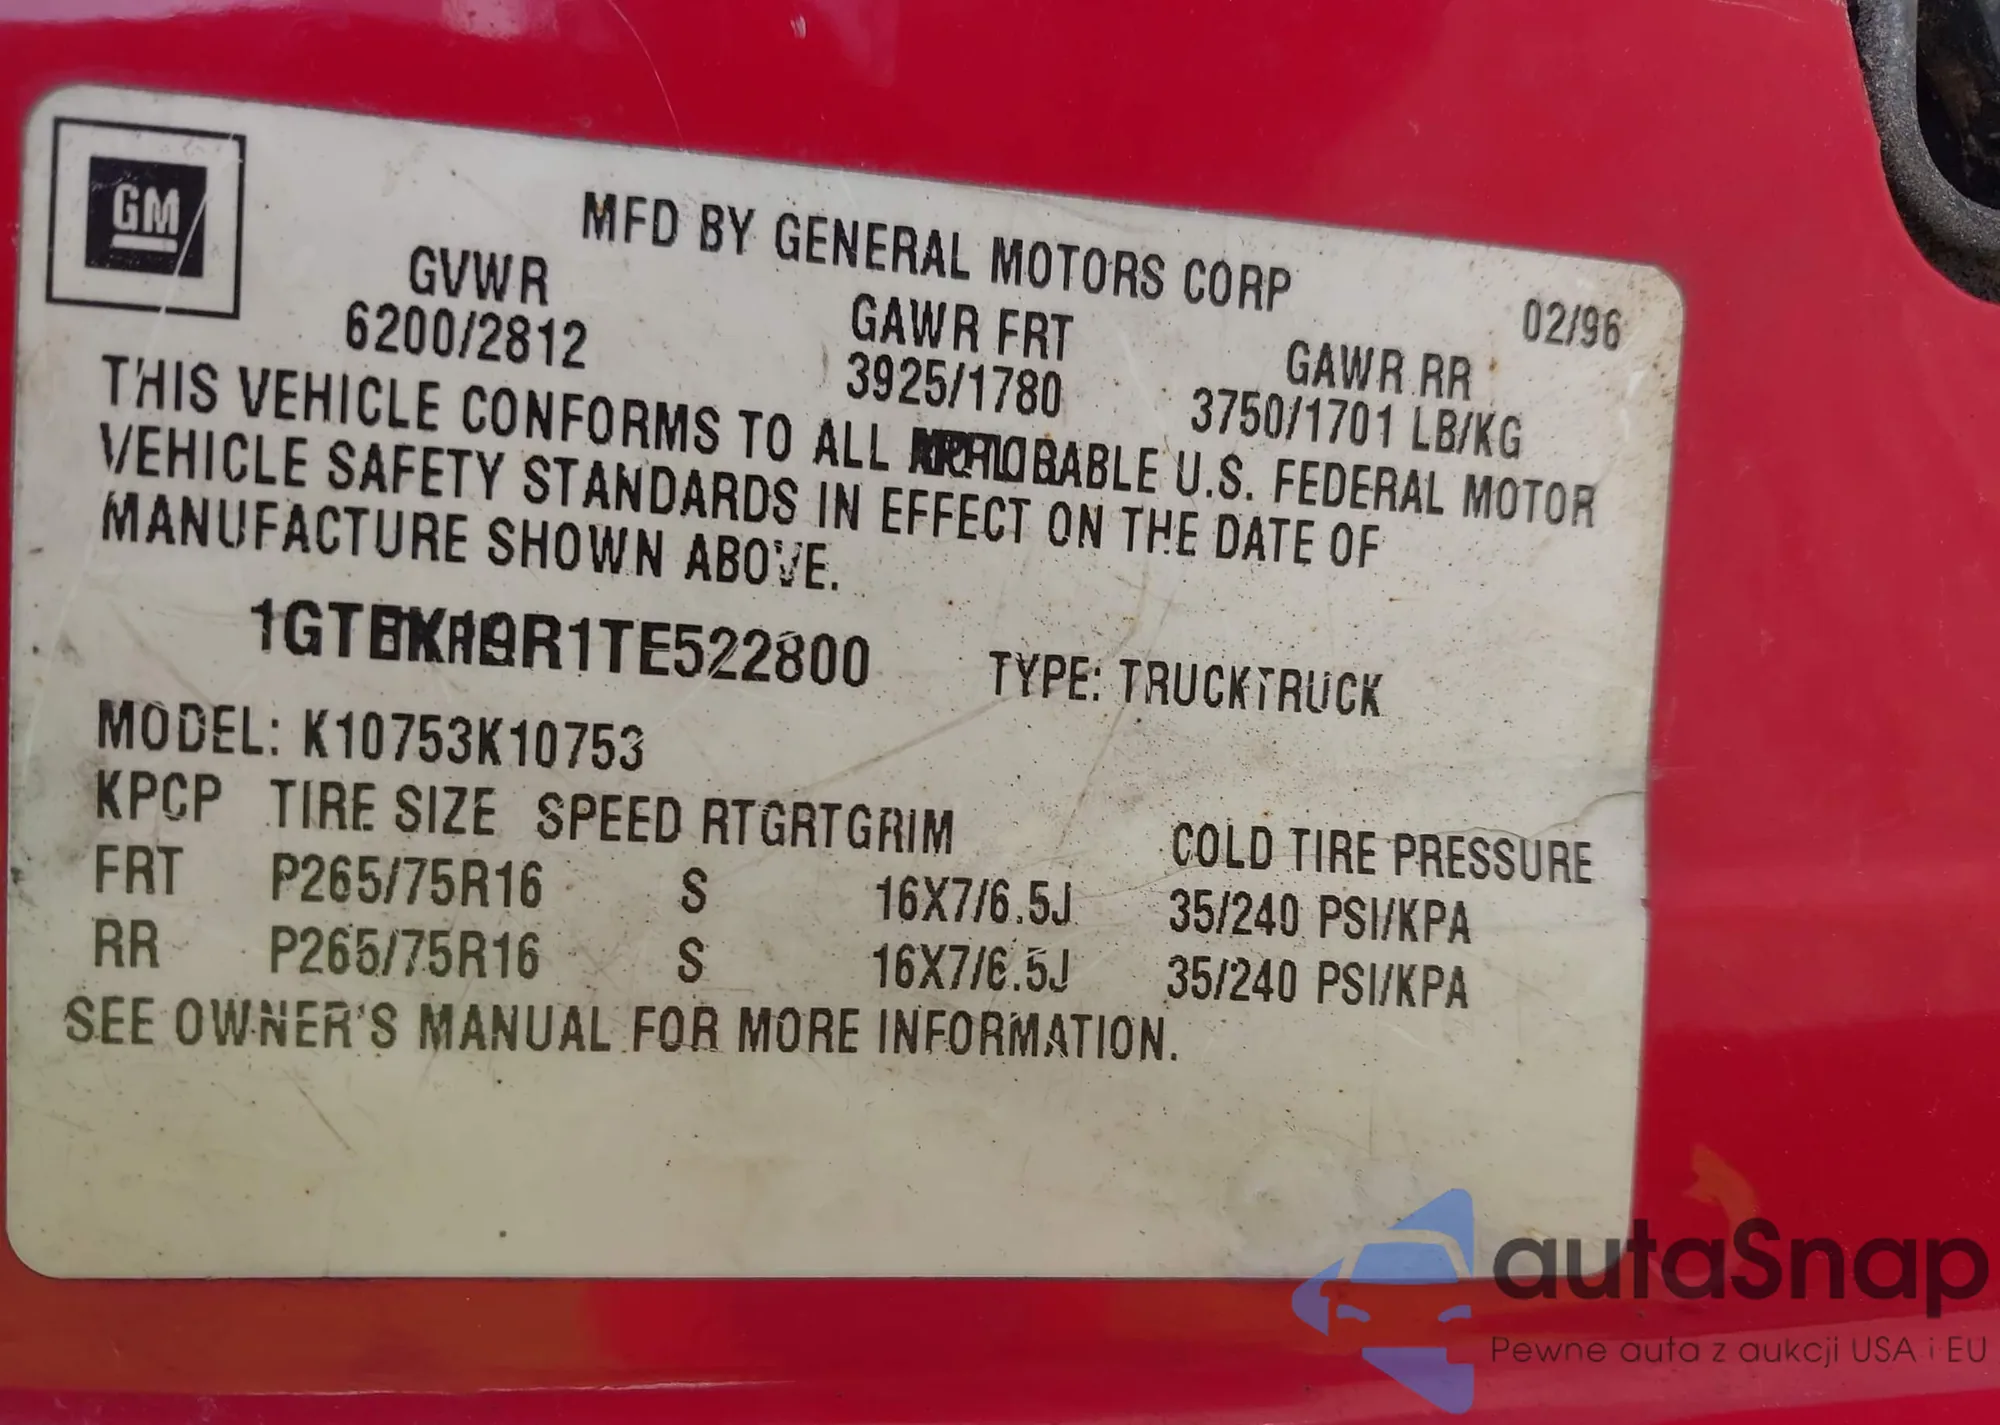 GM
MFD BY GENERAL MOTORS CORP
02/96
GVWR GAWR FRT GAWR RR
6200/2812 3925/1780 3750/1701 LB/KG
THIS VEHICLE CONFORMS TO ALL U.S. FEDERAL MOTOR
VEHICLE SAFETY STANDARDS IN EFFECT ON THE DATE OF
MANUFACTURE SHOWN ABOVE.
TYPE: TRUCKTRUCK
MODEL: K10753K10753
KPCP TIRE SIZE SPEED RTGRTGRIM COLD TIRE PRESSURE
FRT P265/75R16 S 16X7/6.5J 35/240 PSI/KPA
RR P265/75R16 S 16X7/6.5J 35/240 PSI/KPA
SEE OWNER'S MANUAL FOR MORE INFORMATION.
autaSnap
Pewne auta z aukcji USA i EU